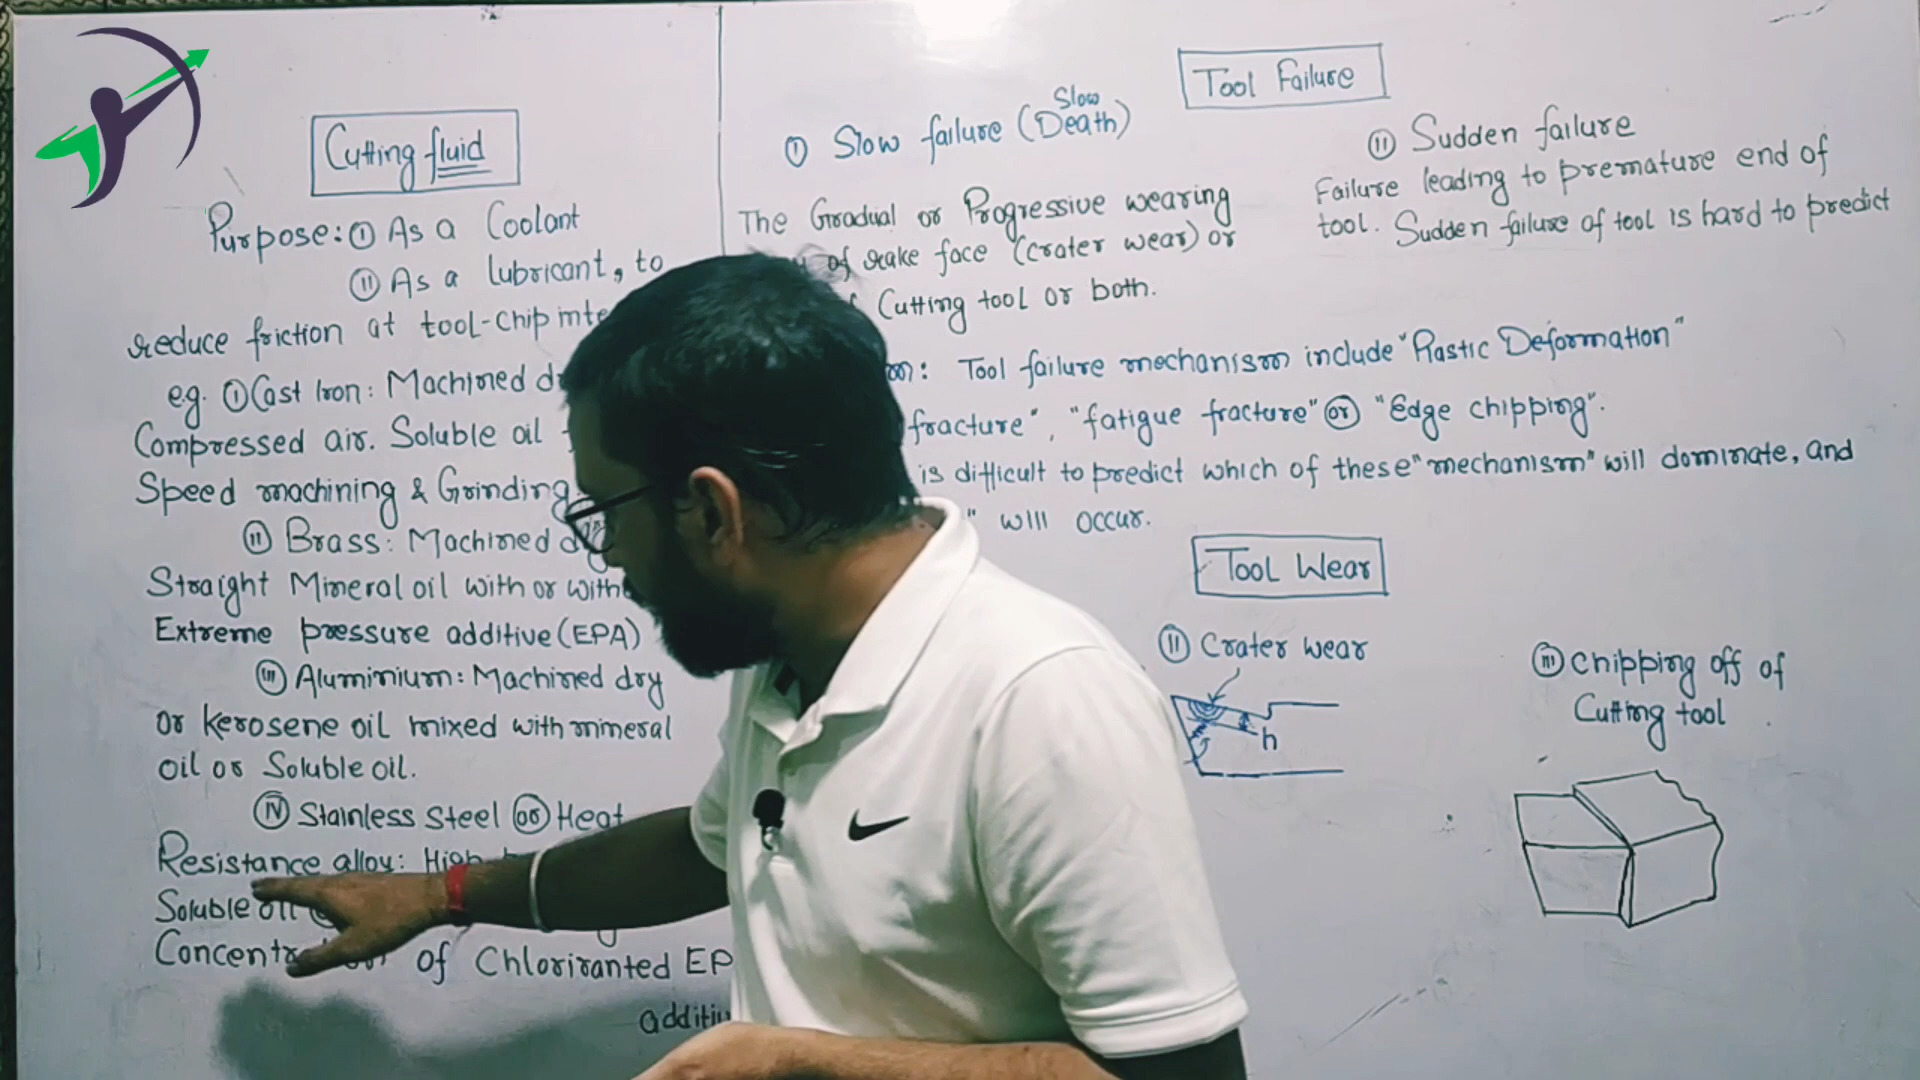 Cutting fluid
Purpose: (I) As a Coolant
(II) As a lubricant, to
reduce friction at tool-chip
e.g. (I) Cast Iron: Machined
Compressed air. Soluble oil
Speed machining & Grinding
(II) Brass: Machined
Straight Mineral oil with or
Extreme pressure additive (EPA)
(III) Aluminium: Machined dry
or kerosene oil mixed with mineral
oil or Soluble oil.
(IV) Stainless Steel (or) Heat
Resistance alloy: High
Soluble oil
of Chlorinanted EP
Tool Failure
(I) Slow failure (Slow Death)
The Gradual or Progressive wearing
of rake face (crater wear) or
Cutting tool or both.
(II) Sudden failure
Failure leading to premature end of
tool. Sudden failure of tool is hard to predict
Tool failure mechanism include "Plastic Deformation"
fracture", "fatigue fracture" (or) "Edge chipping".
is difficult to predict which of these "mechanism" will dominate, and
" will occur.
Tool Wear
(II) Crater wear
h
(III) Chipping off of
Cutting tool